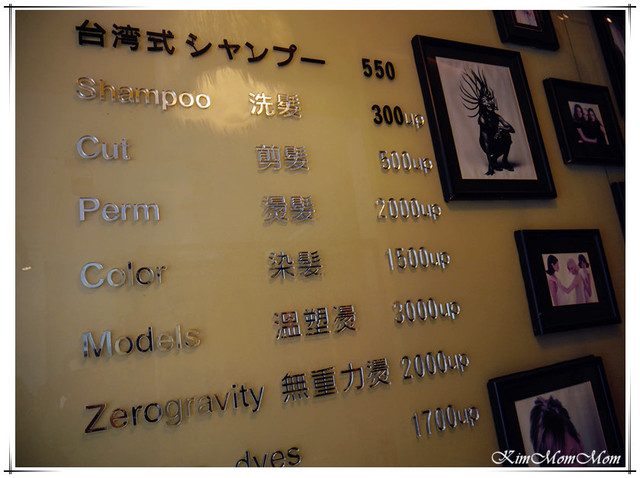 台湾式 シャンプー 550
Shampoo 洗髮 300up
Cut 剪髮 500up
Perm 燙髮 2000up
Color 染髮 1500up
Models 溫塑燙 3000up
Zerogravity 無重力燙 2000up
dyes 1700up
KimMomMom